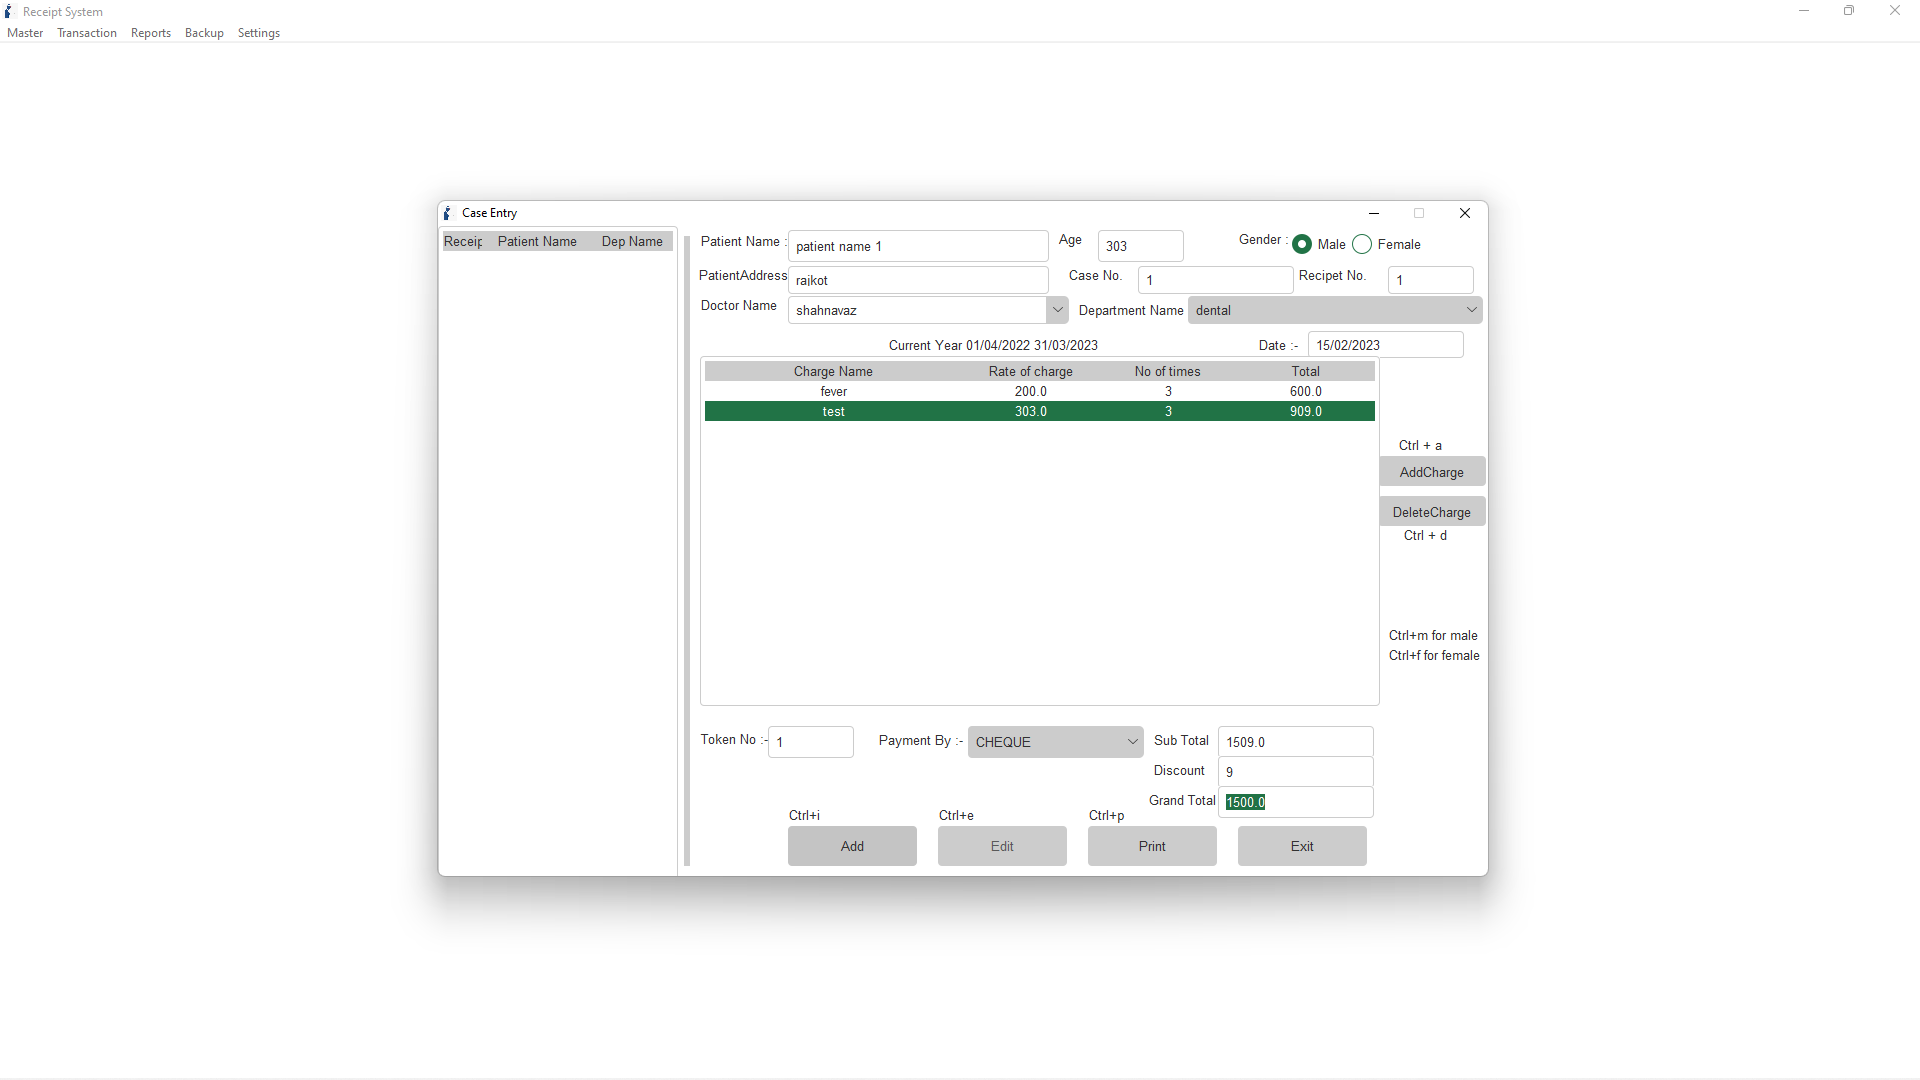 Receipt System
Master Transaction Reports Backup Settings
Case Entry
Receip Patient Name Dep Name
Patient Name : patient name 1 Age 303 Gender : Male Female
PatientAddress rajkot Case No. 1 Recipet No. 1
Doctor Name shahnavaz Department Name dental
Current Year 01/04/2022 31/03/2023 Date :- 15/02/2023
Charge Name Rate of charge No of times Total
fever 200.0 3 600.0
test 303.0 3 909.0
Ctrl + a
AddCharge
DeleteCharge
Ctrl + d
Ctrl+m for male
Ctrl+f for female
Token No :- 1 Payment By :- CHEQUE Sub Total 1509.0
Discount 9
Grand Total 1500.0
Ctrl+i Ctrl+e Ctrl+p
Add Edit Print Exit